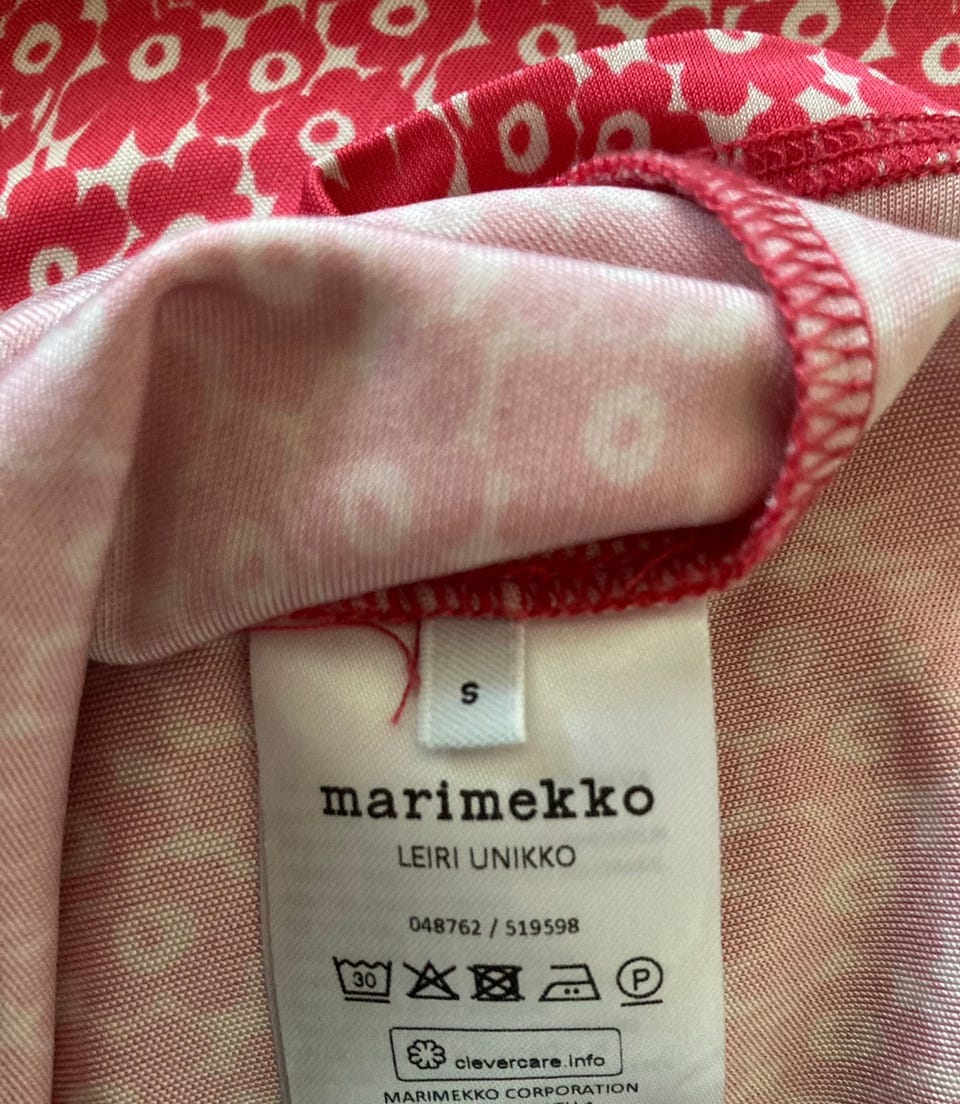 S
marimekko
LEIRI UNIKKO
048762 / 519598
30 P
clevercare.info
MARIMEKKO CORPORATION